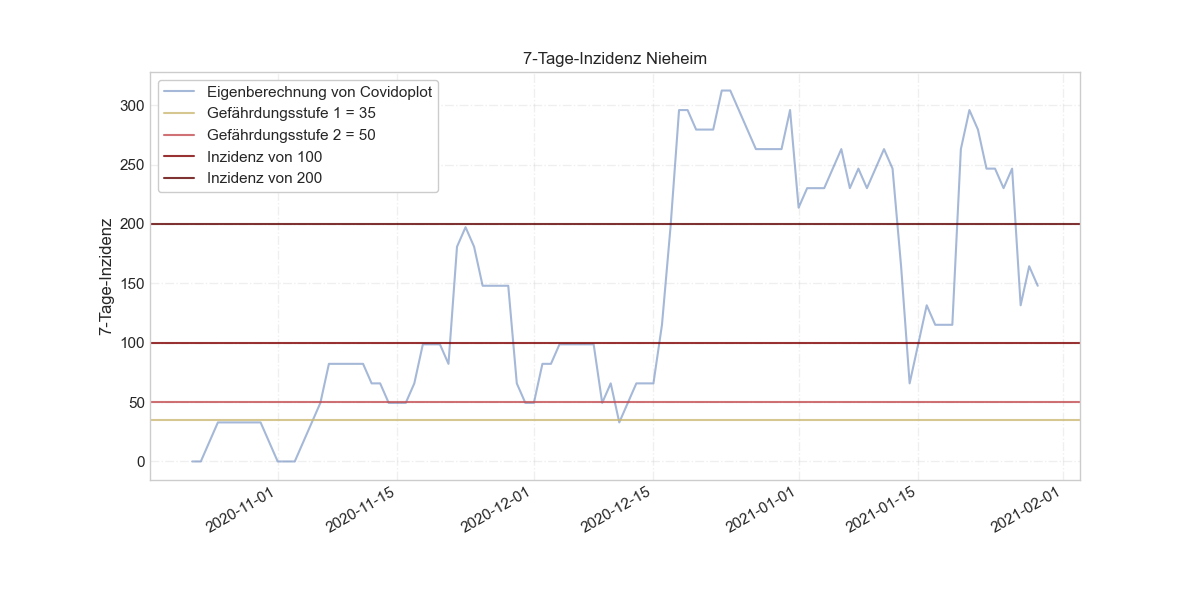 7-Tage-Inzidenz Nieheim
Eigenberechnung von Covidoplot
Gefährdungsstufe 1 = 35
Gefährdungsstufe 2 = 50
Inzidenz von 100
Inzidenz von 200
7-Tage-Inzidenz
300
250
200
150
100
50
0
2020-11-01
2020-11-15
2020-12-01
2020-12-15
2021-01-01
2021-01-15
2021-02-01